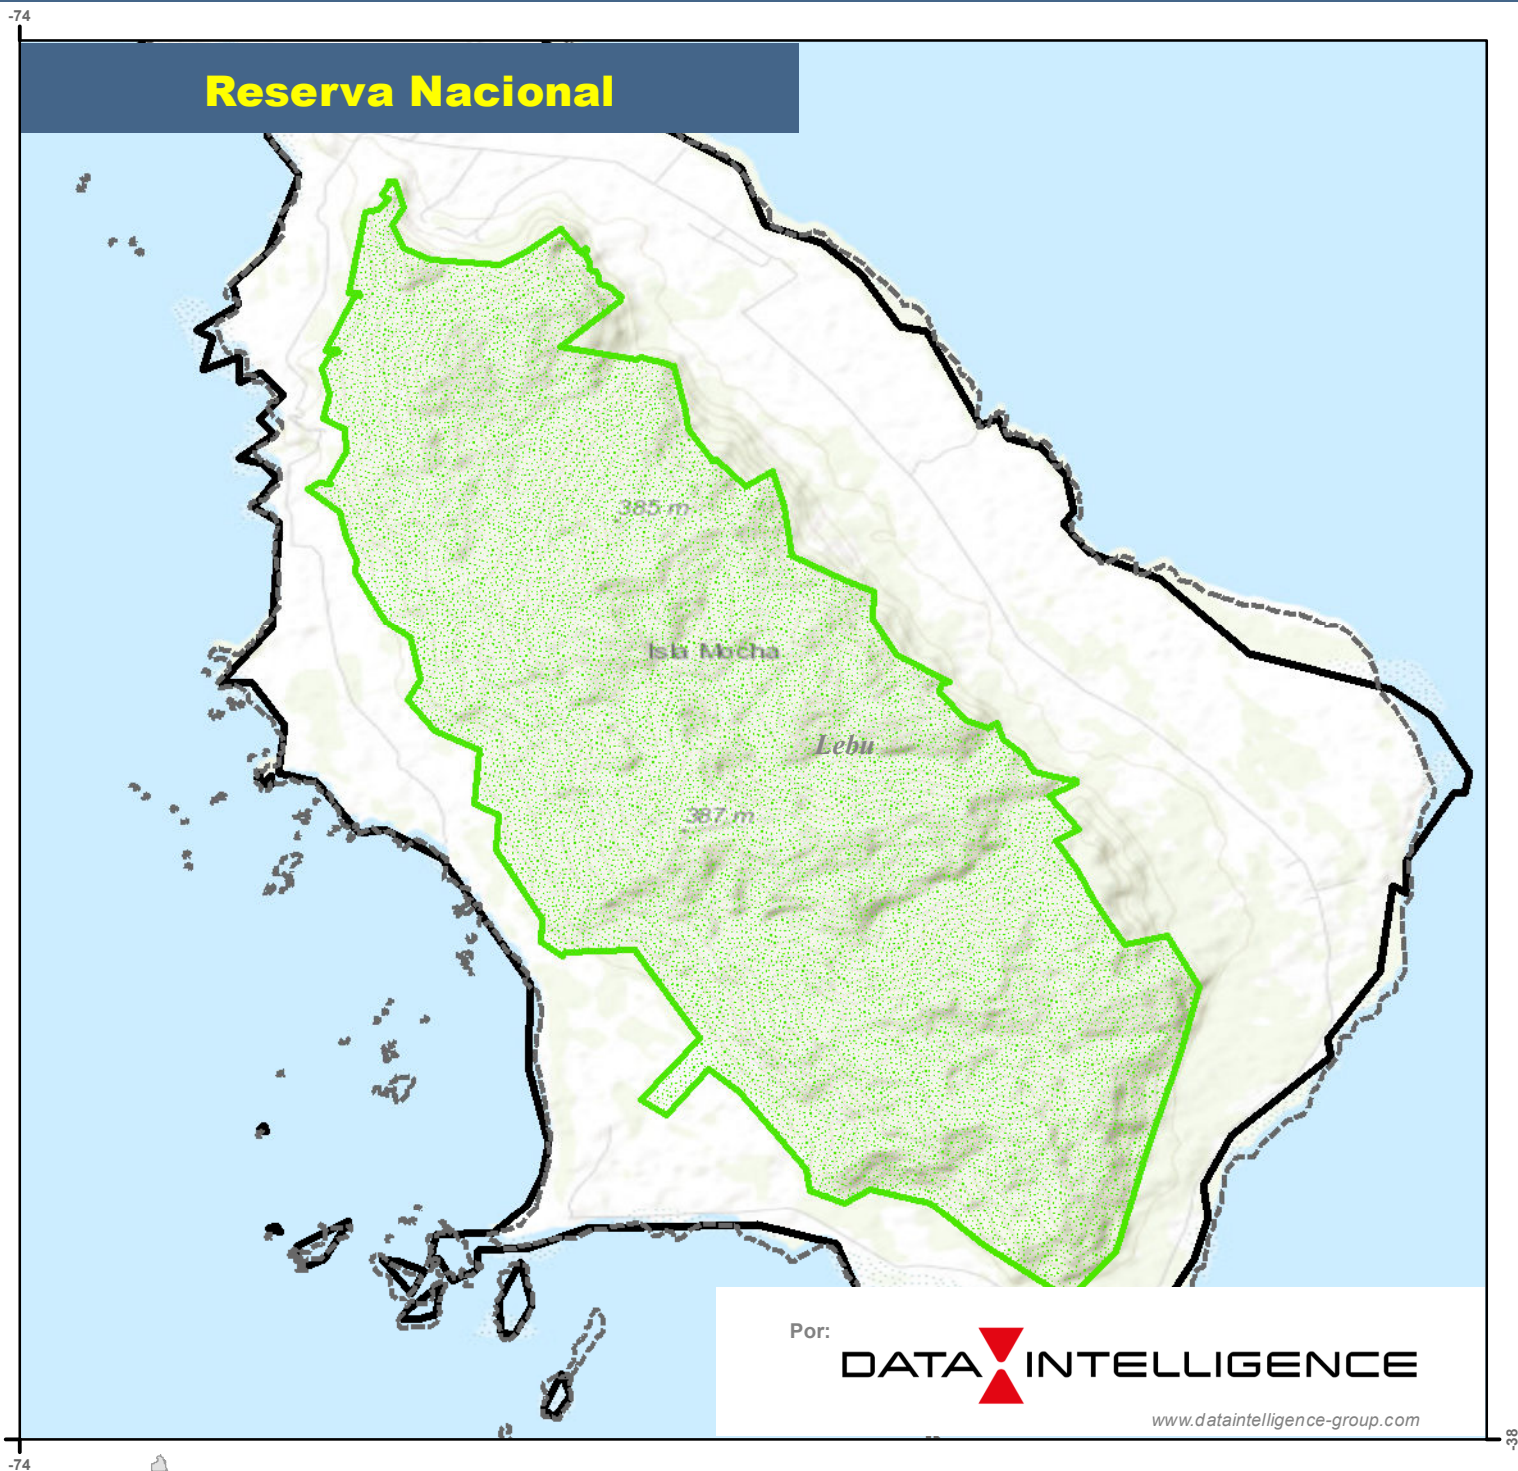 -74
Reserva Nacional
385 m
Isla Mocha
Lebu
387 m
Por:
DATA INTELLIGENCE
www.dataintelligence-group.com
-38
-74